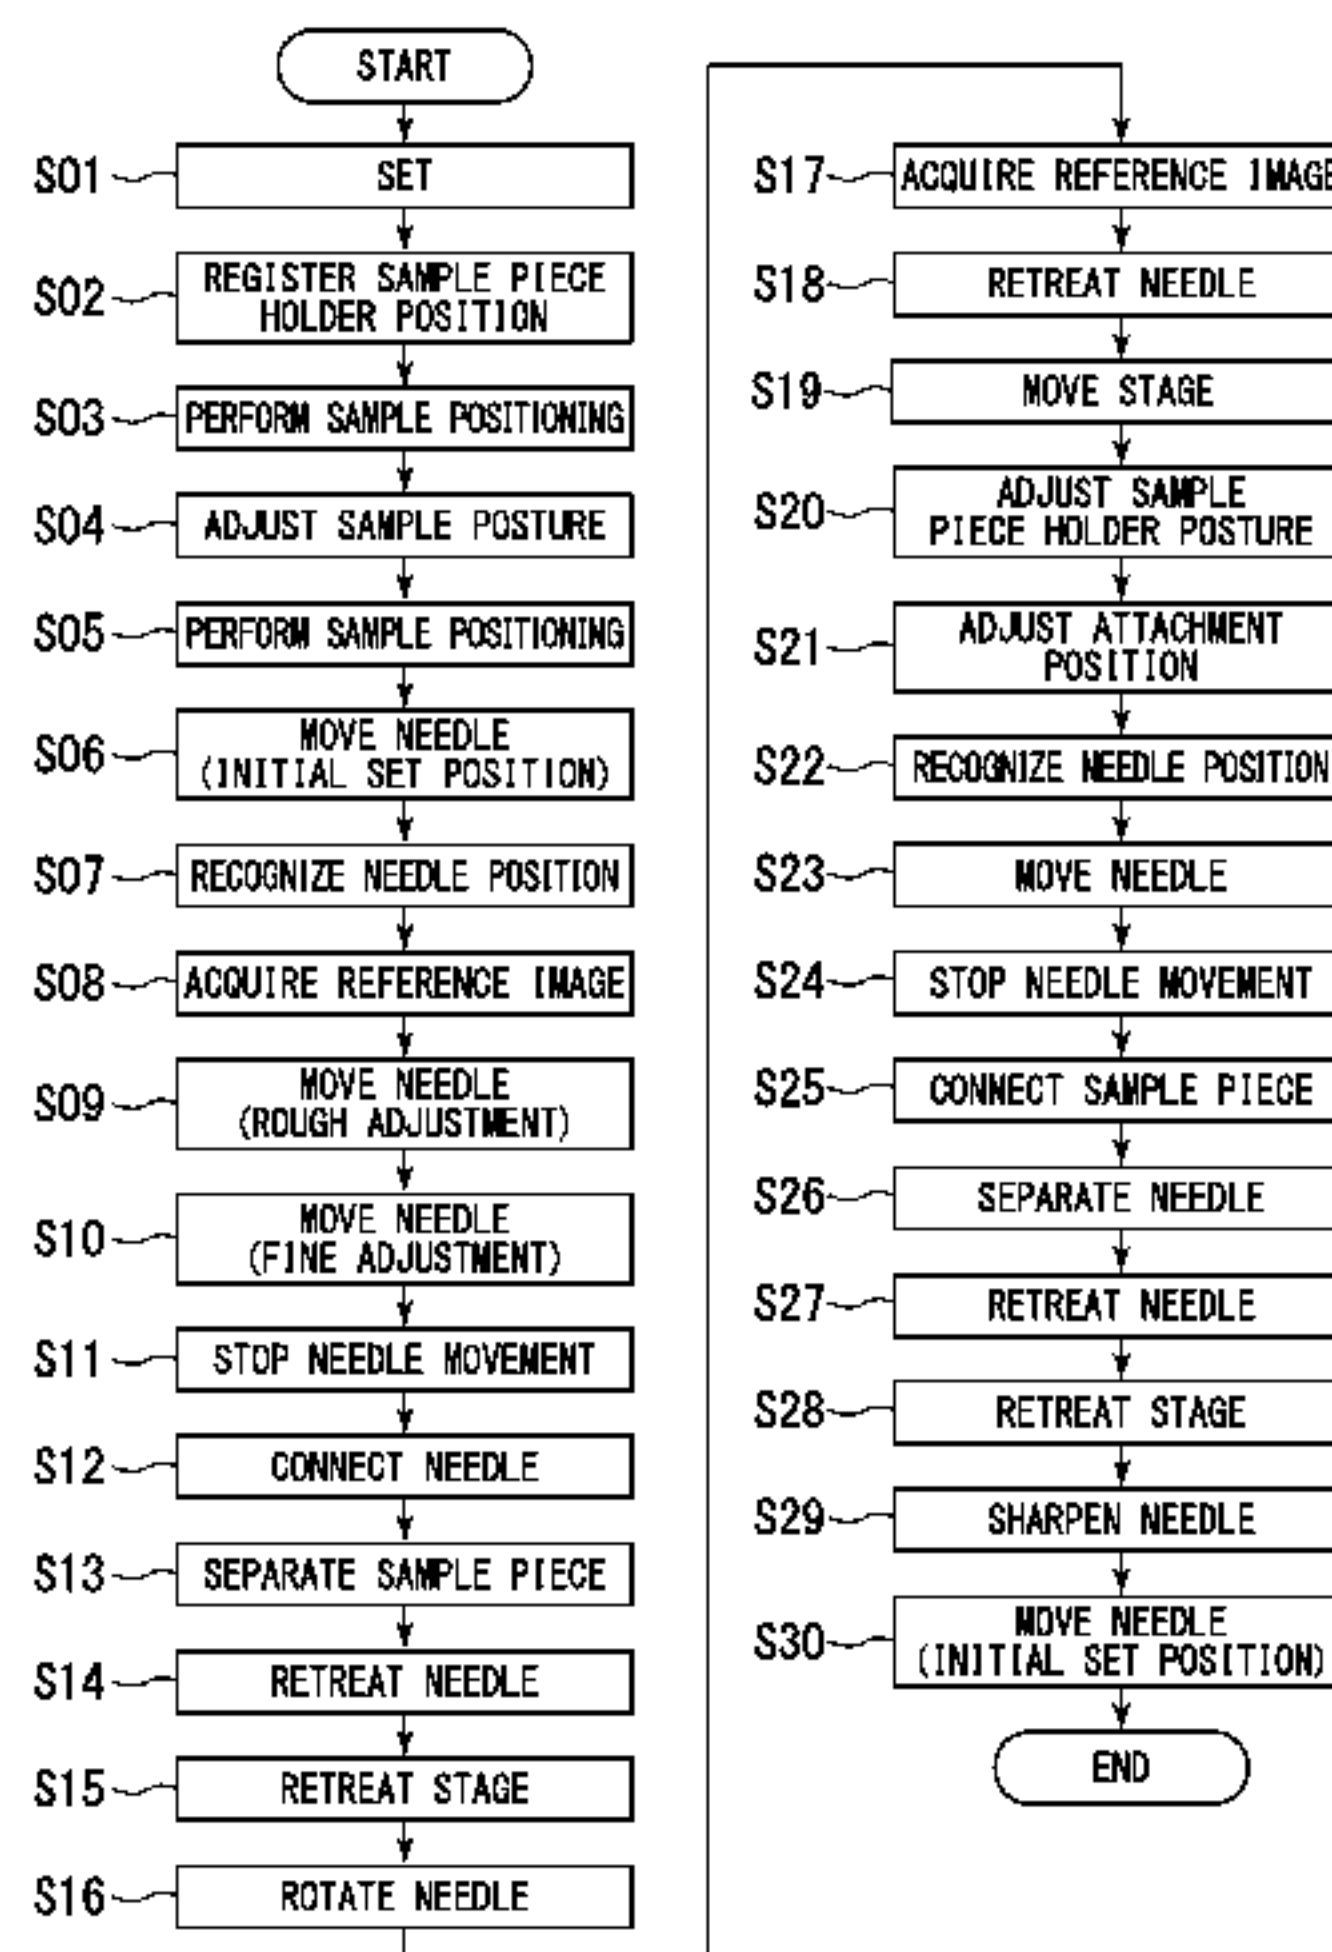 START
S01
SET
S02
REGISTER SAMPLE PIECE
HOLDER POSITION
S03
PERFORM SAMPLE POSITIONING
S04
ADJUST SAMPLE POSTURE
S05
PERFORM SAMPLE POSITIONING
S06
MOVE NEEDLE
(INITIAL SET POSITION)
S07
RECOGNIZE NEEDLE POSITION
S08
ACQUIRE REFERENCE IMAGE
S09
MOVE NEEDLE
(ROUGH ADJUSTMENT)
S10
MOVE NEEDLE
(FINE ADJUSTMENT)
S11
STOP NEEDLE MOVEMENT
S12
CONNECT NEEDLE
S13
SEPARATE SAMPLE PIECE
S14
RETREAT NEEDLE
S15
RETREAT STAGE
S16
ROTATE NEEDLE
S17
ACQUIRE REFERENCE IMAGE
S18
RETREAT NEEDLE
S19
MOVE STAGE
S20
ADJUST SAMPLE
PIECE HOLDER POSTURE
S21
ADJUST ATTACHMENT
POSITION
S22
RECOGNIZE NEEDLE POSITION
S23
MOVE NEEDLE
S24
STOP NEEDLE MOVEMENT
S25
CONNECT SAMPLE PIECE
S26
SEPARATE NEEDLE
S27
RETREAT NEEDLE
S28
RETREAT STAGE
S29
SHARPEN NEEDLE
S30
MOVE NEEDLE
(INITIAL SET POSITION)
END